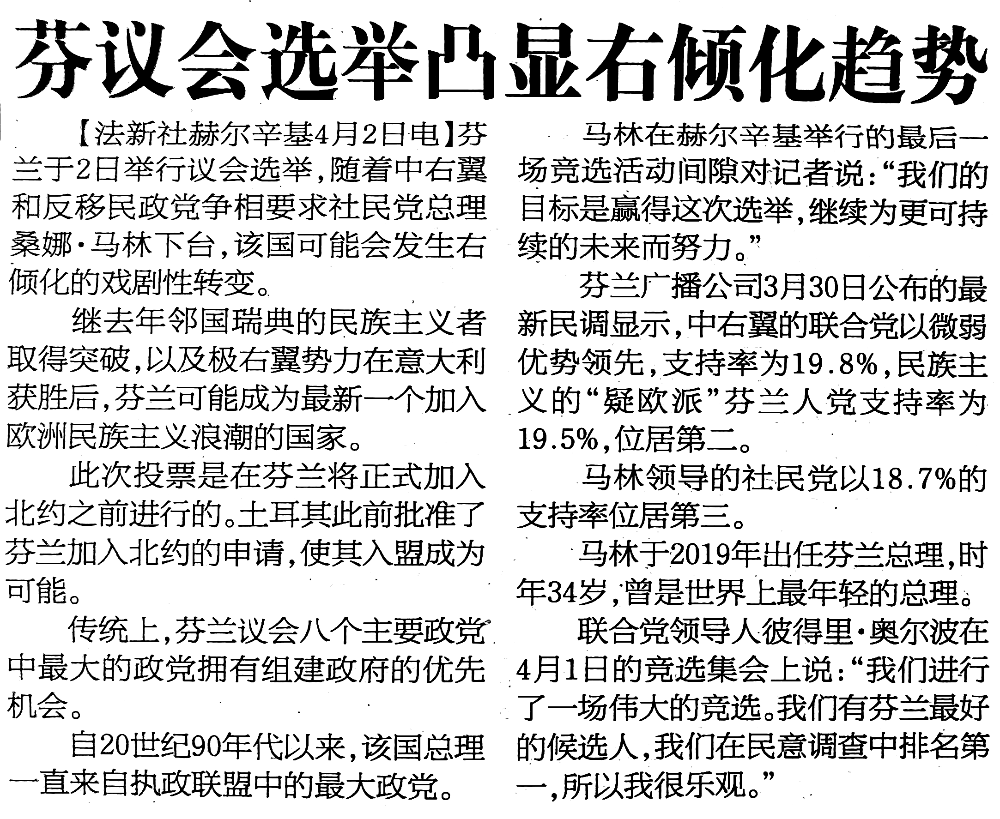 芬议会选举凸显右倾化趋势
【法新社赫尔辛基4月2日电】芬
兰于2日举行议会选举,随着中右翼
和反移民政党争相要求社民党总理
桑娜·马林下台,该国可能会发生右
倾化的戏剧性转变。
继去年邻国瑞典的民族主义者
取得突破,以及极右翼势力在意大利
获胜后,芬兰可能成为最新一个加入
欧洲民族主义浪潮的国家。
此次投票是在芬兰将正式加入
北约之前进行的。土耳其此前批准了
芬兰加入北约的申请,使其入盟成为
可能。
传统上,芬兰议会八个主要政党
中最大的政党拥有组建政府的优先
机会。
自20世纪90年代以来,该国总理
一直来自执政联盟中的最大政党。
马林在赫尔辛基举行的最后一
场竞选活动间隙对记者说:“我们的
目标是赢得这次选举,继续为更可持
续的未来而努力。”
芬兰广播公司3月30日公布的最
新民调显示,中右翼的联合党以微弱
优势领先,支持率为19.8%,民族主
义的“疑欧派”芬兰人党支持率为
19.5%,位居第二。
马林领导的社民党以18.7%的
支持率位居第三。
马林于2019年出任芬兰总理,时
年34岁,曾是世界上最年轻的总理。
联合党领导人彼得里·奥尔波在
4月1日的竞选集会上说:“我们进行
了一场伟大的竞选。我们有芬兰最好
的候选人,我们在民意调查中排名第
一,所以我很乐观。”